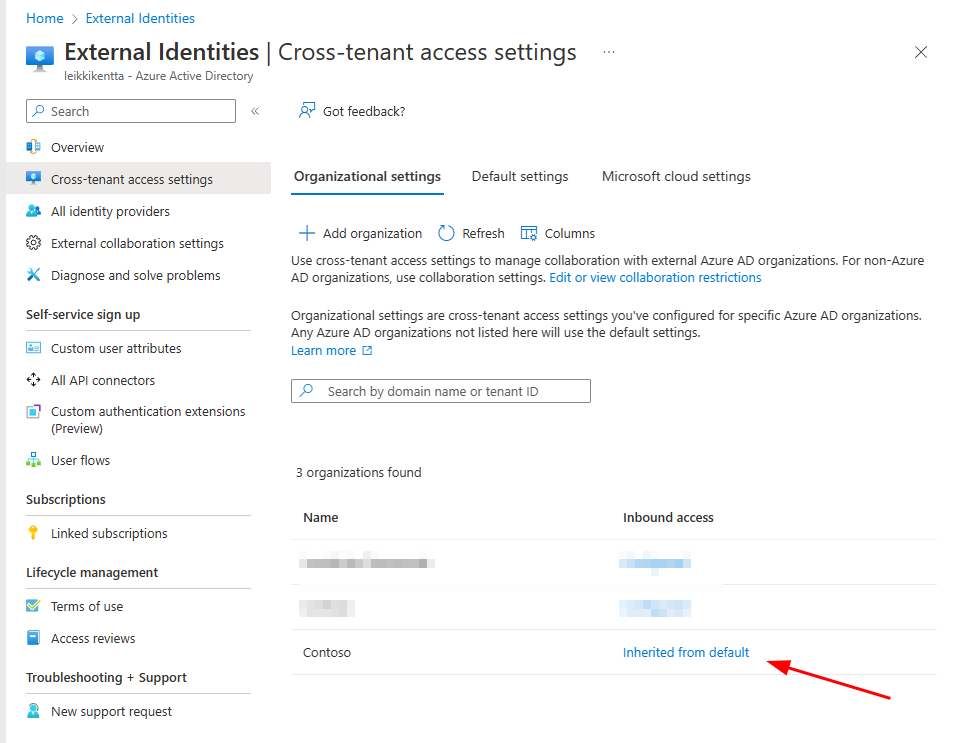 Home > External Identities
External Identities | Cross-tenant access settings ...
leikkikentta - Azure Active Directory
Search
«
Overview
Cross-tenant access settings
All identity providers
External collaboration settings
Diagnose and solve problems
Self-service sign up
Custom user attributes
All API connectors
Custom authentication extensions
(Preview)
User flows
Subscriptions
Linked subscriptions
Lifecycle management
Terms of use
Access reviews
Troubleshooting + Support
New support request
Got feedback?
Organizational settings Default settings Microsoft cloud settings
Add organization Refresh Columns
Use cross-tenant access settings to manage collaboration with external Azure AD organizations. For non-Azure
AD organizations, use collaboration settings. Edit or view collaboration restrictions
Organizational settings are cross-tenant access settings you've configured for specific Azure AD organizations.
Any Azure AD organizations not listed here will use the default settings.
Learn more
Search by domain name or tenant ID
3 organizations found
Name Inbound access
Contoso Inherited from default